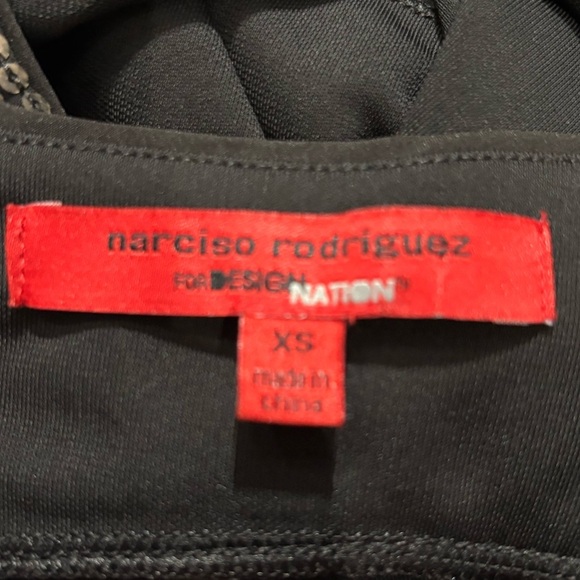 narciso rodriguez
FOR DESIGN NATION®
XS
made in
china